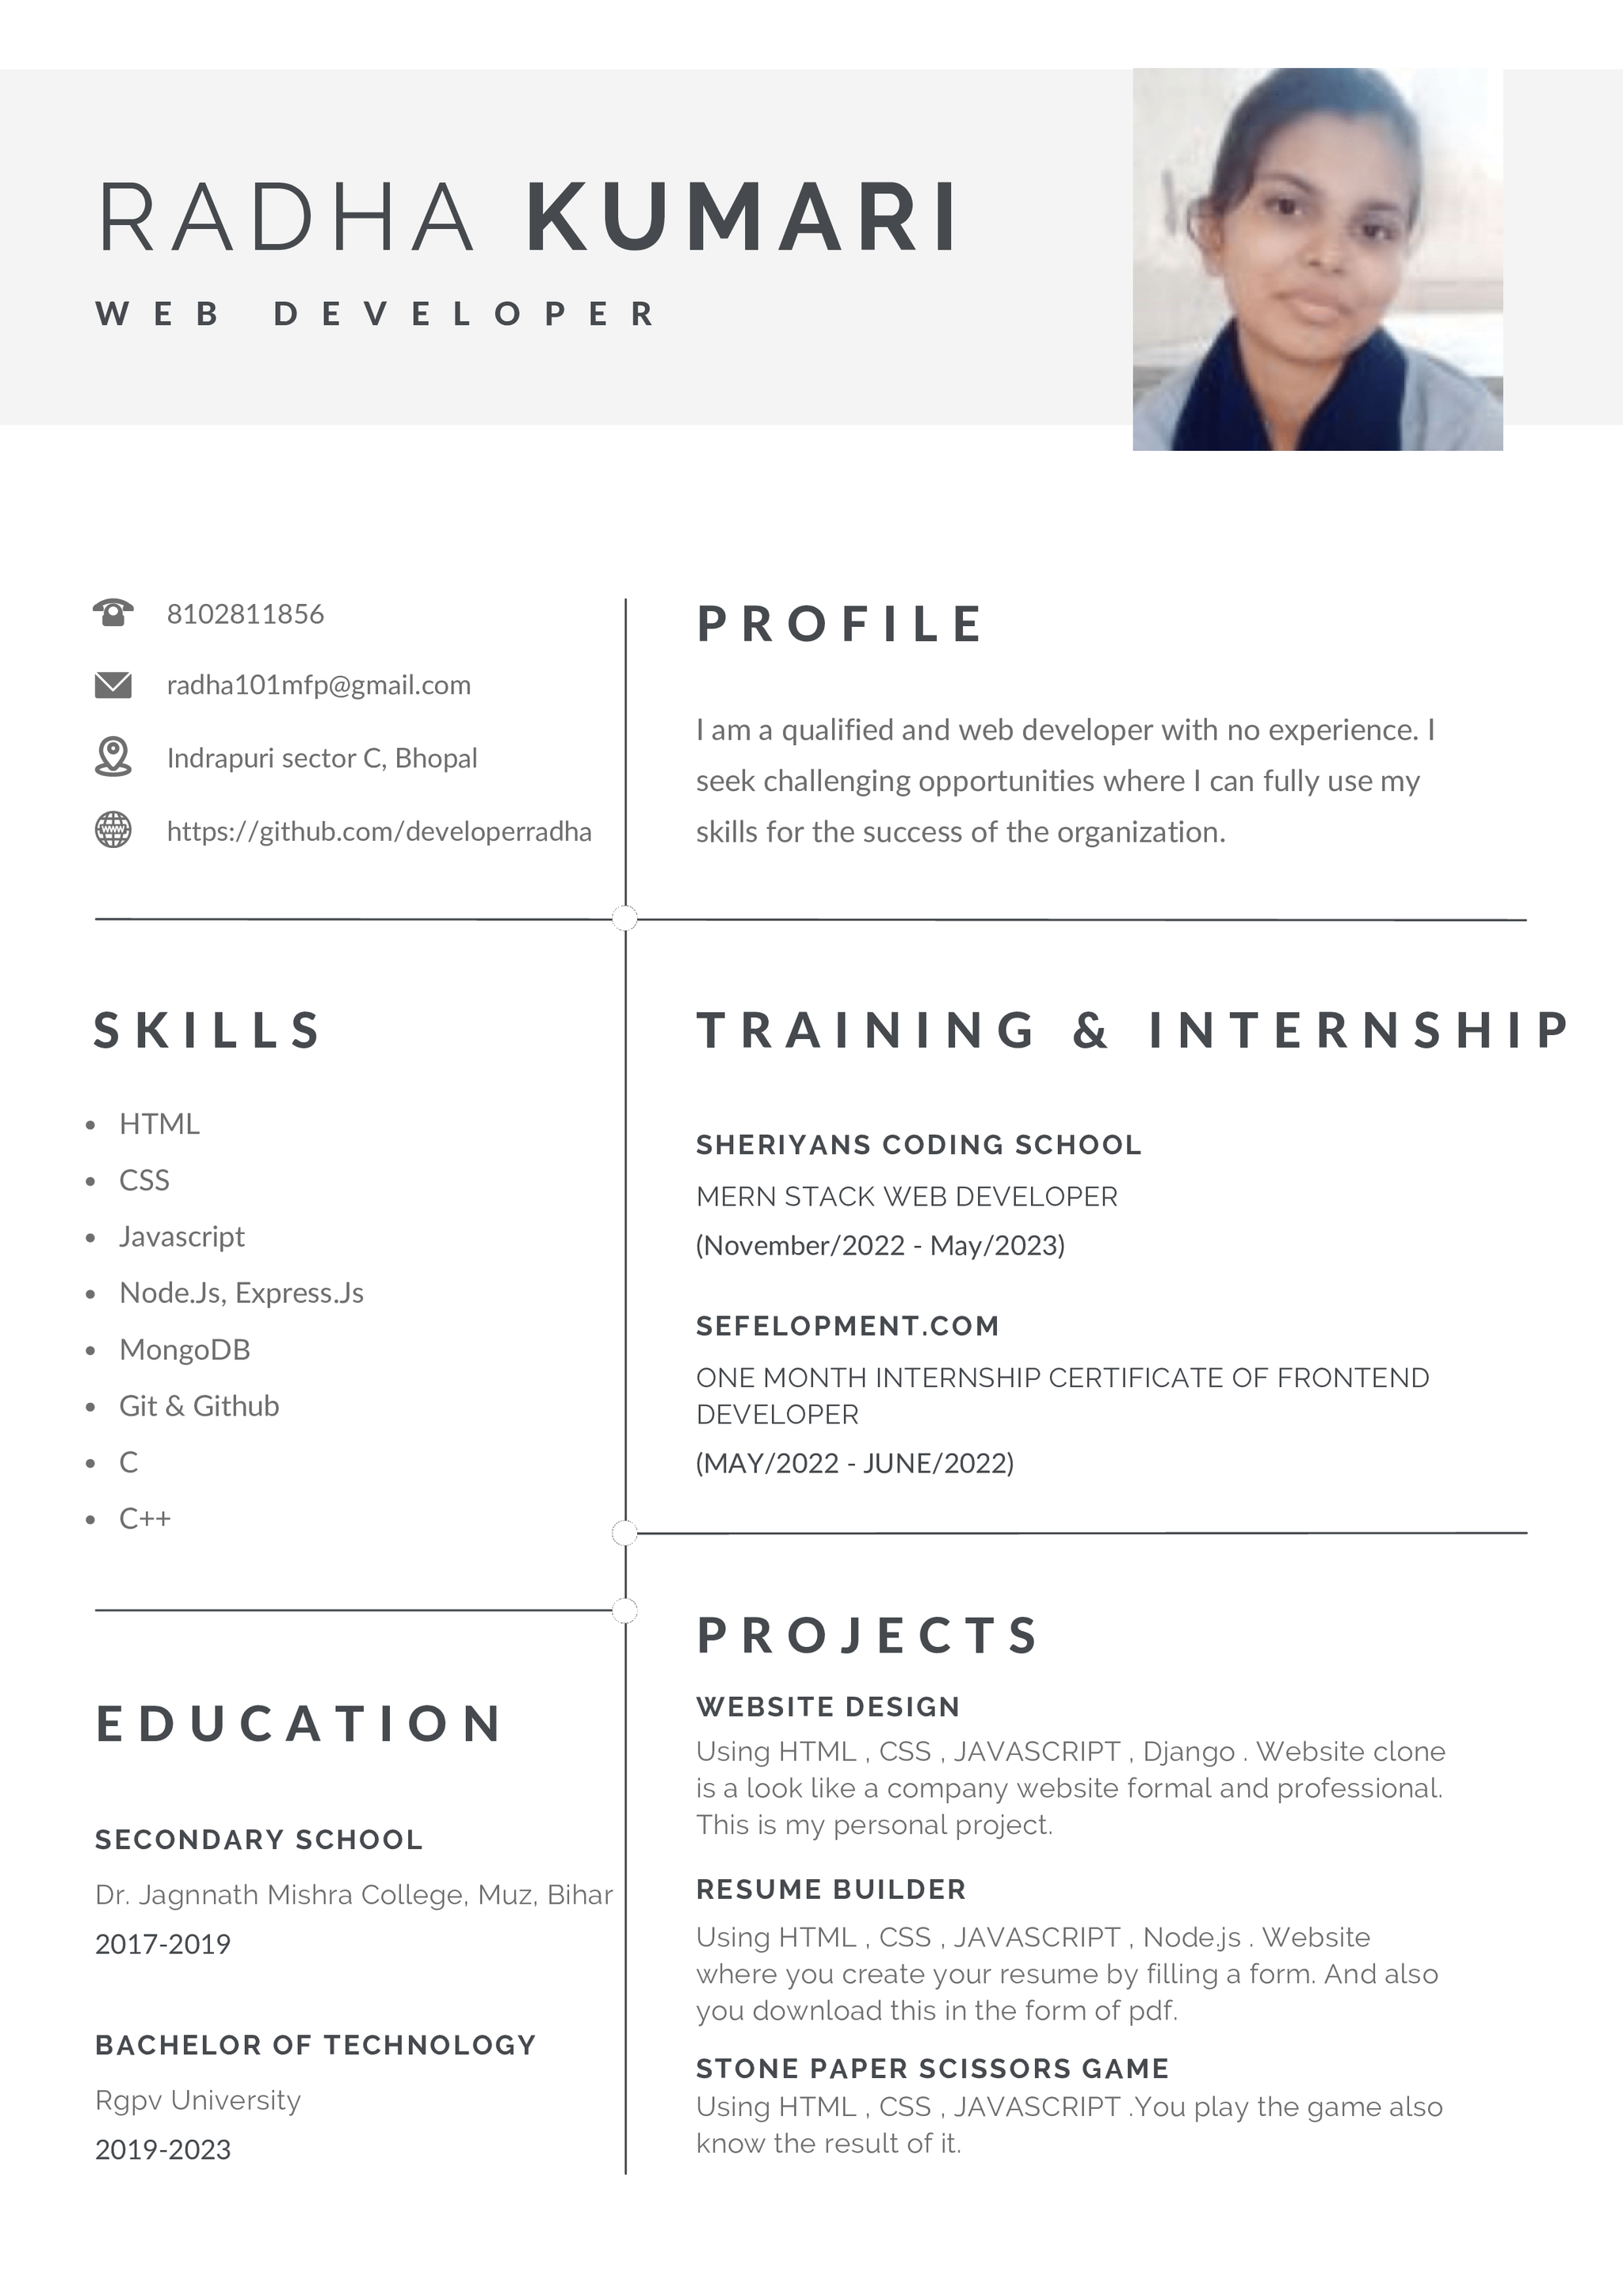 RADHA KUMARI
WEB DEVELOPER
8102811856
radha101mfp@gmail.com
Indrapuri sector C, Bhopal
www
https://github.com/developerradha
PROFILE
I am a qualified and web developer with no experience. I
seek challenging opportunities where I can fully use my
skills for the success of the organization.
SKILLS
HTML
CSS
Javascript
Node.Js, Express.Js
MongoDB
Git & Github
C
C++
TRAINING & INTERNSHIP
SHERIYANS CODING SCHOOL
MERN STACK WEB DEVELOPER
(November/2022 - May/2023)
SEFELOPMENT.COM
ONE MONTH INTERNSHIP CERTIFICATE OF FRONTEND
DEVELOPER
(MAY/2022 - JUNE/2022)
EDUCATION
SECONDARY SCHOOL
Dr. Jagnnath Mishra College, Muz, Bihar
2017-2019
BACHELOR OF TECHNOLOGY
Rgpv University
2019-2023
PROJECTS
WEBSITE DESIGN
Using HTML , CSS , JAVASCRIPT , Django . Website clone
is a look like a company website formal and professional.
This is my personal project.
RESUME BUILDER
Using HTML , CSS , JAVASCRIPT , Node.js . Website
where you create your resume by filling a form. And also
you download this in the form of pdf.
STONE PAPER SCISSORS GAME
Using HTML , CSS , JAVASCRIPT .You play the game also
know the result of it.